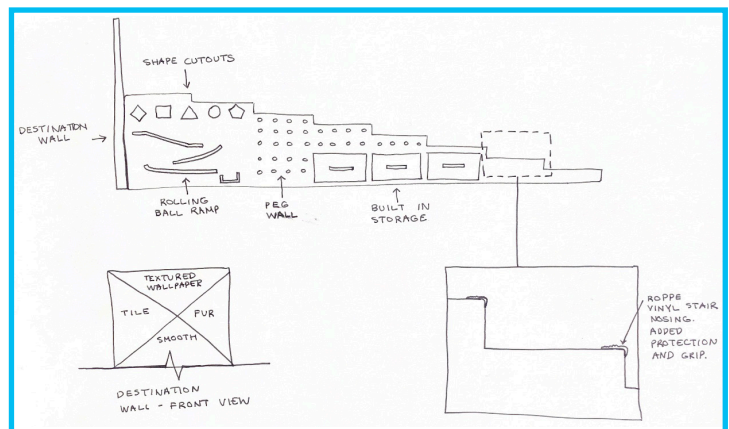 SHAPE CUTOUTS
DESTINATION
WALL
ROLLING
BALL RAMP
PEG
WALL
BUILT IN
STORAGE
TEXTURED
WALLPAPER
TILE
FUR
SMOOTH
DESTINATION
WALL - FRONT VIEW
ROPPE
VINYL STAIR
NOSING.
ADDED
PROTECTION
AND GRIP.